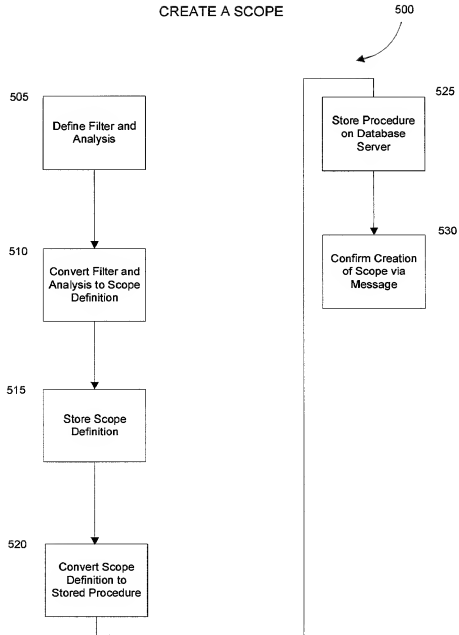 CREATE A SCOPE
500
505
Define Filter and
Analysis
510
Convert Filter and
Analysis to Scope
Definition
515
Store Scope
Definition
520
Convert Scope
Definition to
Stored Procedure
525
Store Procedure
on Database
Server
530
Confirm Creation
of Scope via
Message